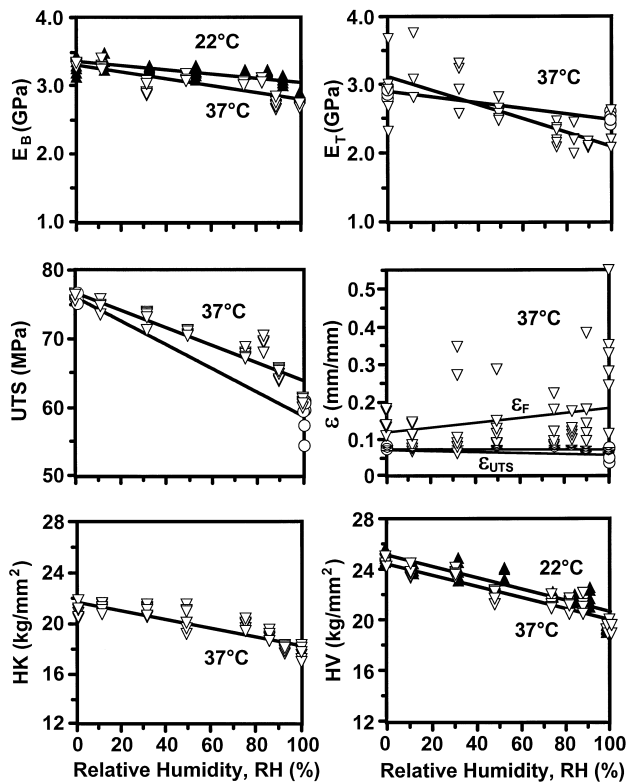 4.0
3.0
2.0
1.0
E_B (GPa)
22°C
37°C
4.0
3.0
2.0
1.0
E_T (GPa)
37°C
80
70
60
50
UTS (MPa)
37°C
0.5
0.4
0.3
0.2
0.1
0
ε (mm/mm)
37°C
ε_F
ε_UTS
24
20
16
12
HK (kg/mm²)
37°C
0 20 40 60 80 100
Relative Humidity, RH (%)
28
24
20
16
12
HV (kg/mm²)
22°C
37°C
0 20 40 60 80 100
Relative Humidity, RH (%)